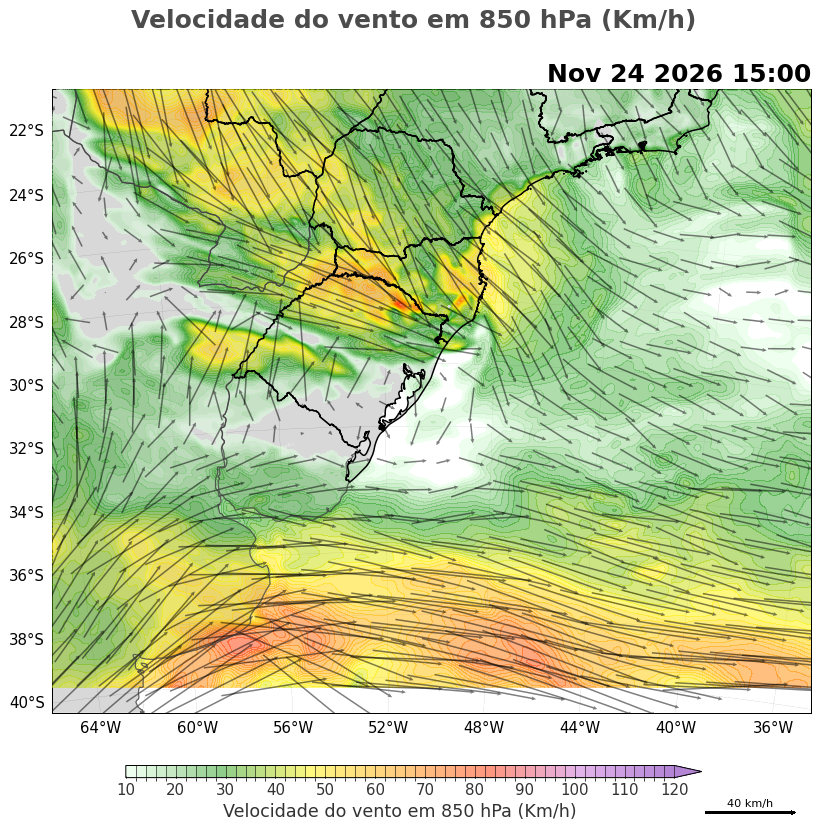 Velocidade do vento em 850 hPa (Km/h)
Nov 24 2026 15:00
22°S
24°S
26°S
28°S
30°S
32°S
34°S
36°S
38°S
40°S
64°W 60°W 56°W 52°W 48°W 44°W 40°W 36°W
10 20 30 40 50 60 70 80 90 100 110 120
Velocidade do vento em 850 hPa (Km/h)
40 km/h